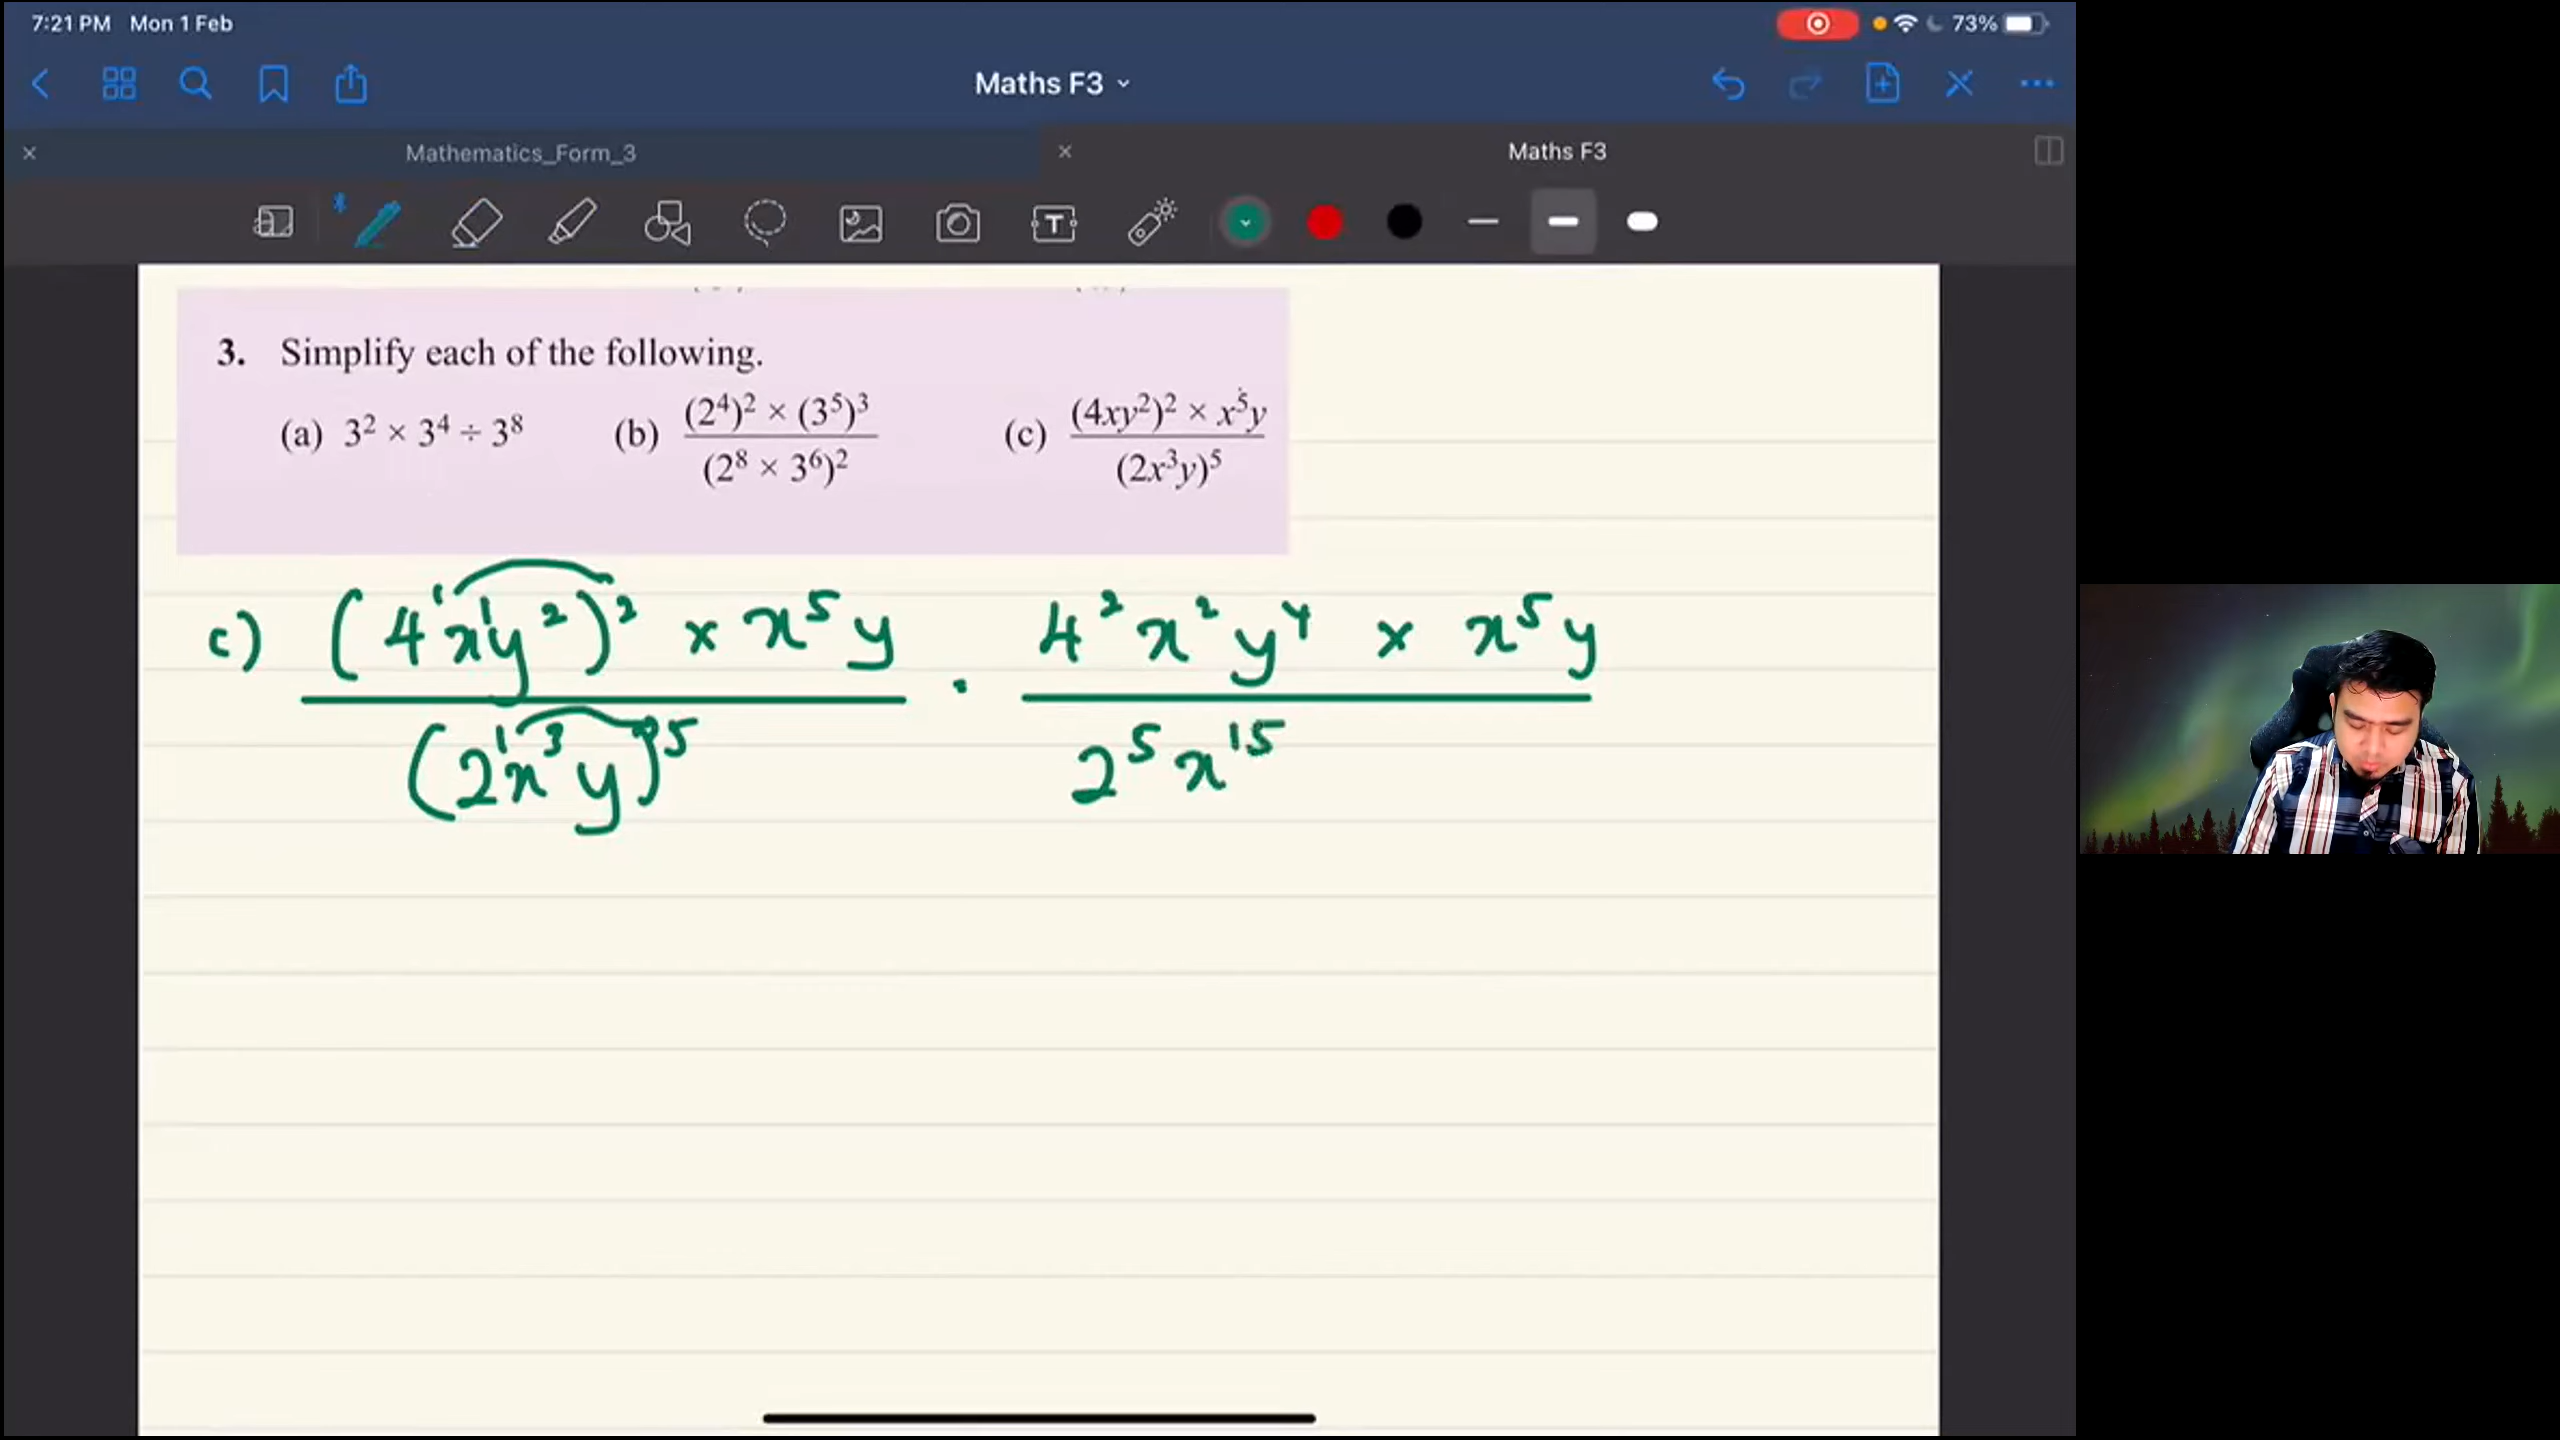 7:21 PM Mon 1 Feb
73%
Maths F3
Mathematics_Form_3
Maths F3
3. Simplify each of the following.
(a) 3² × 3⁴ ÷ 3⁸ (b) (2⁴)² × (3⁵)³ / (2⁸ × 3⁶)² (c) (4xy²)² × x⁵y / (2x³y)⁵
c) (4¹x¹y²)² × x⁵y / (2¹x³y)⁵ . 4²x²y⁴ × x⁵y / 2⁵x¹⁵